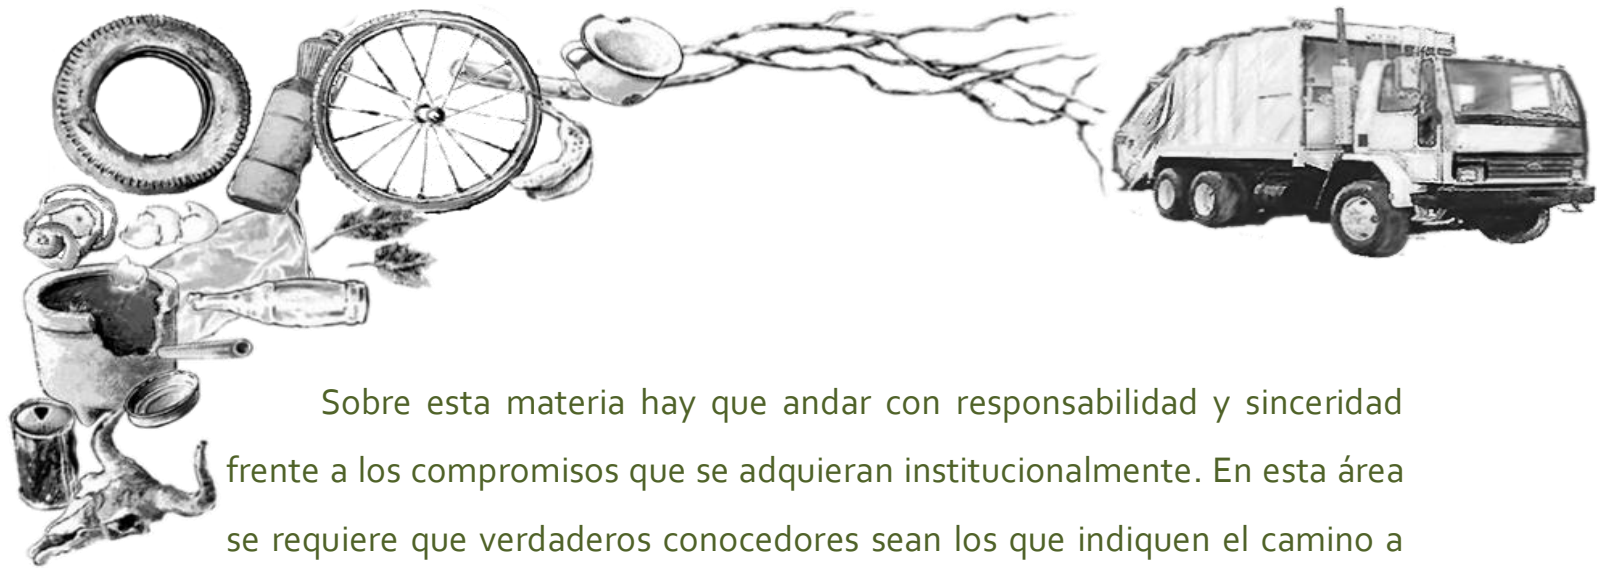 Sobre esta materia hay que andar con responsabilidad y sinceridad
frente a los compromisos que se adquieran institucionalmente. En esta área
se requiere que verdaderos conocedores sean los que indiquen el camino a